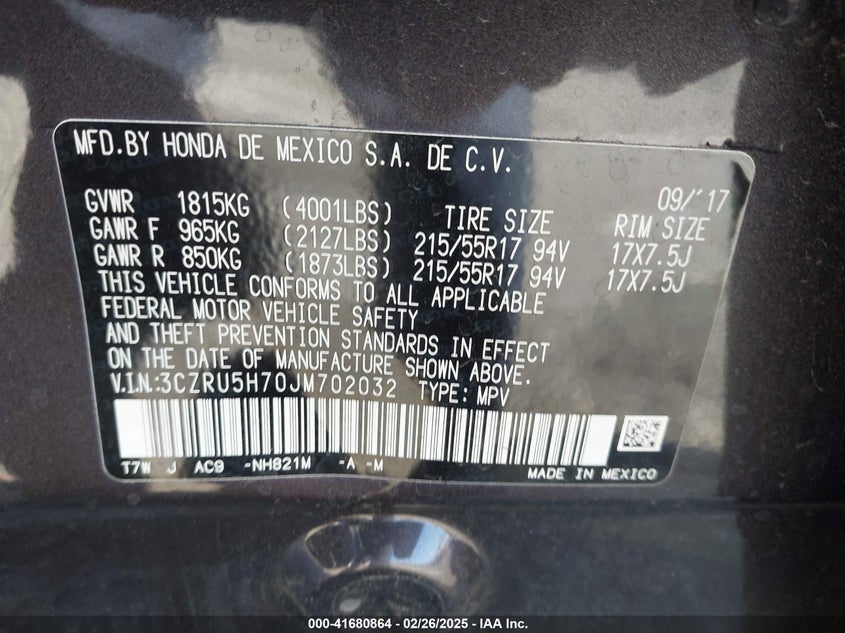 MFD.BY HONDA DE MEXICO S.A. DE C.V.
09/'17
GVWR 1815KG (4001LBS) TIRE SIZE RIM SIZE
GAWR F 965KG (2127LBS) 215/55R17 94V 17X7.5J
GAWR R 850KG (1873LBS) 215/55R17 94V 17X7.5J
THIS VEHICLE CONFORMS TO ALL APPLICABLE
FEDERAL MOTOR VEHICLE SAFETY
AND THEFT PREVENTION STANDARDS IN EFFECT
ON THE DATE OF MANUFACTURE SHOWN ABOVE.
V.I.N.:3CZRU5H70JM702032 TYPE: MPV
T7W J AC9 -NH821M -A -M
MADE IN MEXICO
000-41680864 - 02/26/2025 - IAA Inc.